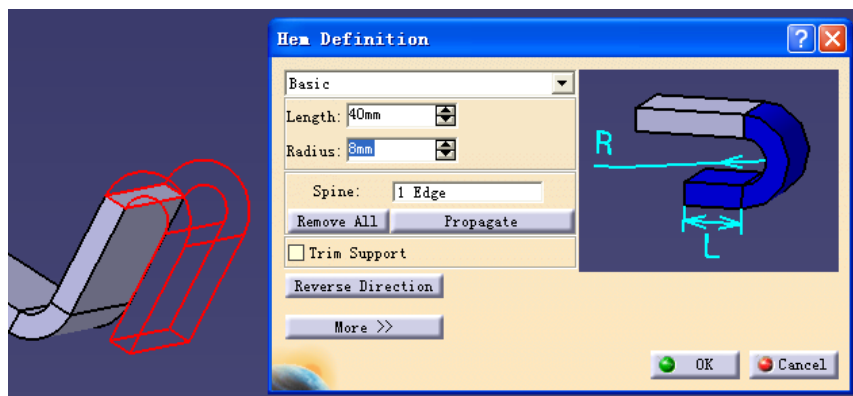 Hem Definition
Basic
Length: 40mm
Radius: 8mm
Spine: 1 Edge
Remove All Propagate
Trim Support
Reverse Direction
More >>
R
L
OK Cancel